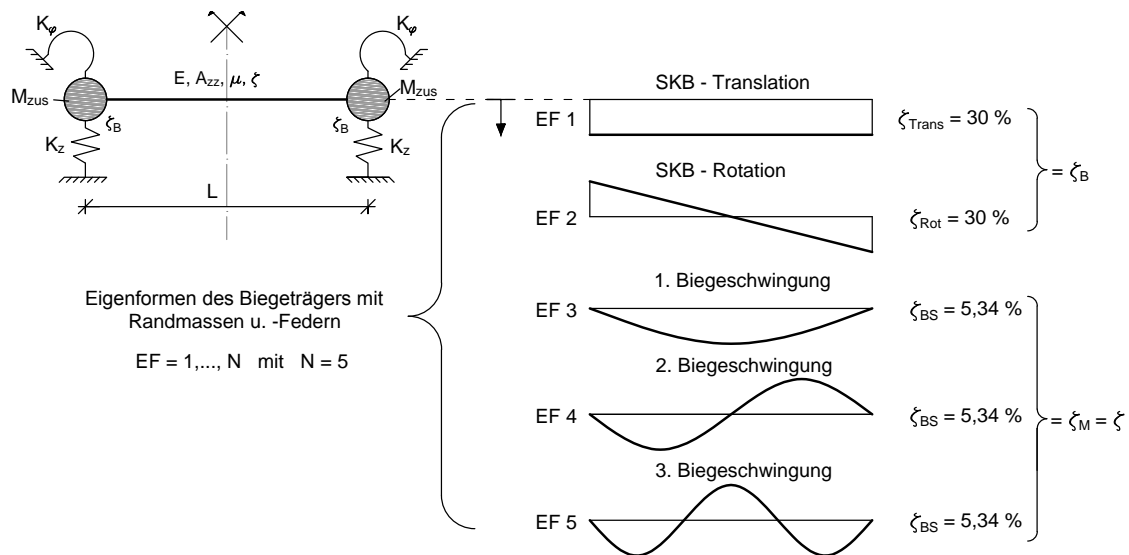 Kφ
Kφ
E, Azz, μ, ζ
Mzus
Mzus
ζB
ζB
Kz
Kz
L
Eigenformen des Biegeträgers mit
Randmassen u. -Federn
EF = 1,..., N mit N = 5
SKB - Translation
EF 1
ζTrans = 30 %
SKB - Rotation
EF 2
ζRot = 30 %
= ζB
1. Biegeschwingung
EF 3
ζBS = 5,34 %
2. Biegeschwingung
EF 4
ζBS = 5,34 %
= ζM = ζ
3. Biegeschwingung
EF 5
ζBS = 5,34 %